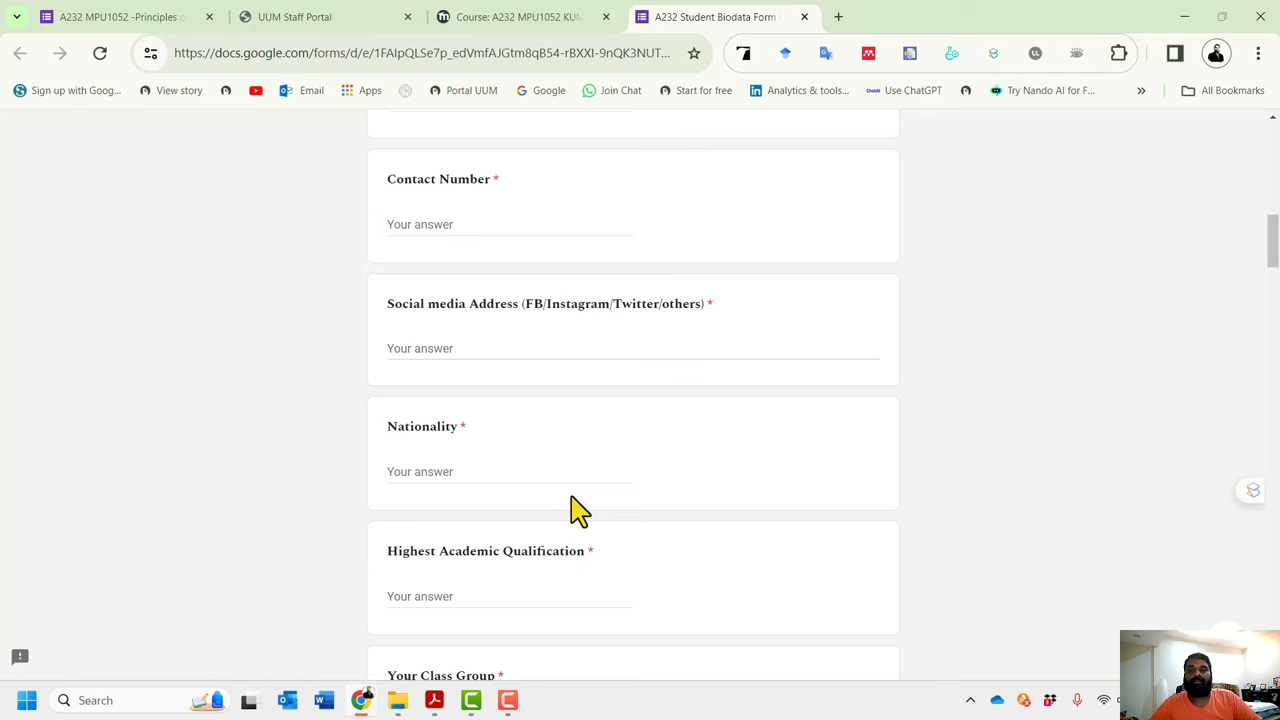 A232 MPU1052 -Principles o
UUM Staff Portal
Course: A232 MPU1052 KUM
A232 Student Biodata Form
https://docs.google.com/forms/d/e/1FAIpQLSe7p_edVmfAJGtm8qB54-rBXXI-9nQK3NUT...
Sign up with Goog...
View story
Email
Apps
Portal UUM
Google
Join Chat
Start for free
Analytics & tools...
ChatAI
Use ChatGPT
Try Nando AI for F...
»
All Bookmarks
Contact Number *
Your answer
Social media Address (FB/Instagram/Twitter/others) *
Your answer
Nationality *
Your answer
Highest Academic Qualification *
Your answer
Your Class Group *
Search